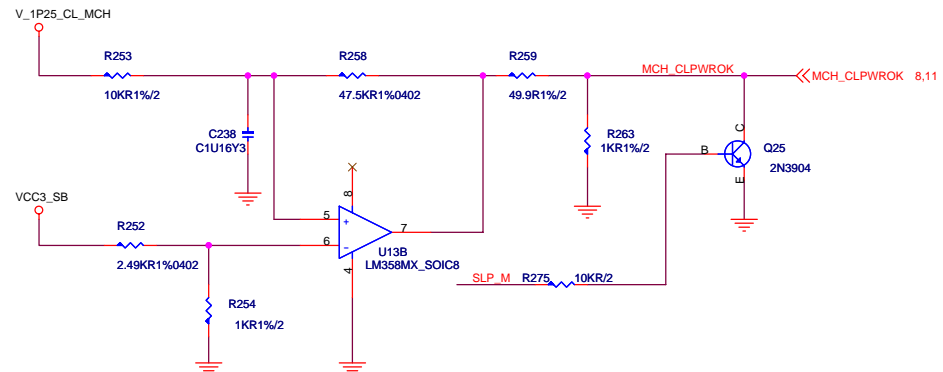 V_1P25_CL_MCH
R253
10KR1%/2
R258
47.5KR1%0402
R259
49.9R1%/2
MCH_CLPWROK
MCH_CLPWROK 8,11
C238
C1U16Y3
R263
1KR1%/2
C
B
E
Q25
2N3904
VCC3_SB
R252
2.49KR1%0402
8
5
+
6
-
7
4
U13B
LM358MX_SOIC8
R254
1KR1%/2
SLP_M
R275
10KR/2